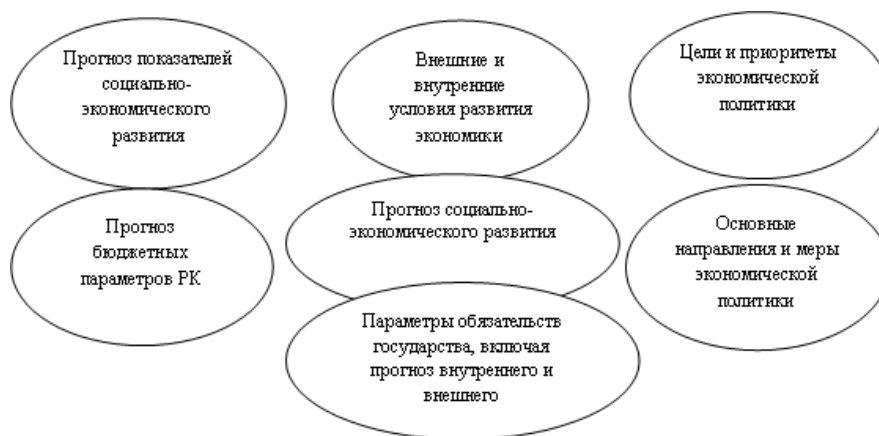 Прогноз показателей
социально-
экономического
развития
Внешние и
внутренние
условия развития
экономики
Цели и приоритеты
экономической
политики
Прогноз
бюджетных
параметров РК
Прогноз социально-
экономического развития
Основные
направления и меры
экономической
политики
Параметры обязательств
государства, включая
прогноз внутреннего и
внешнего